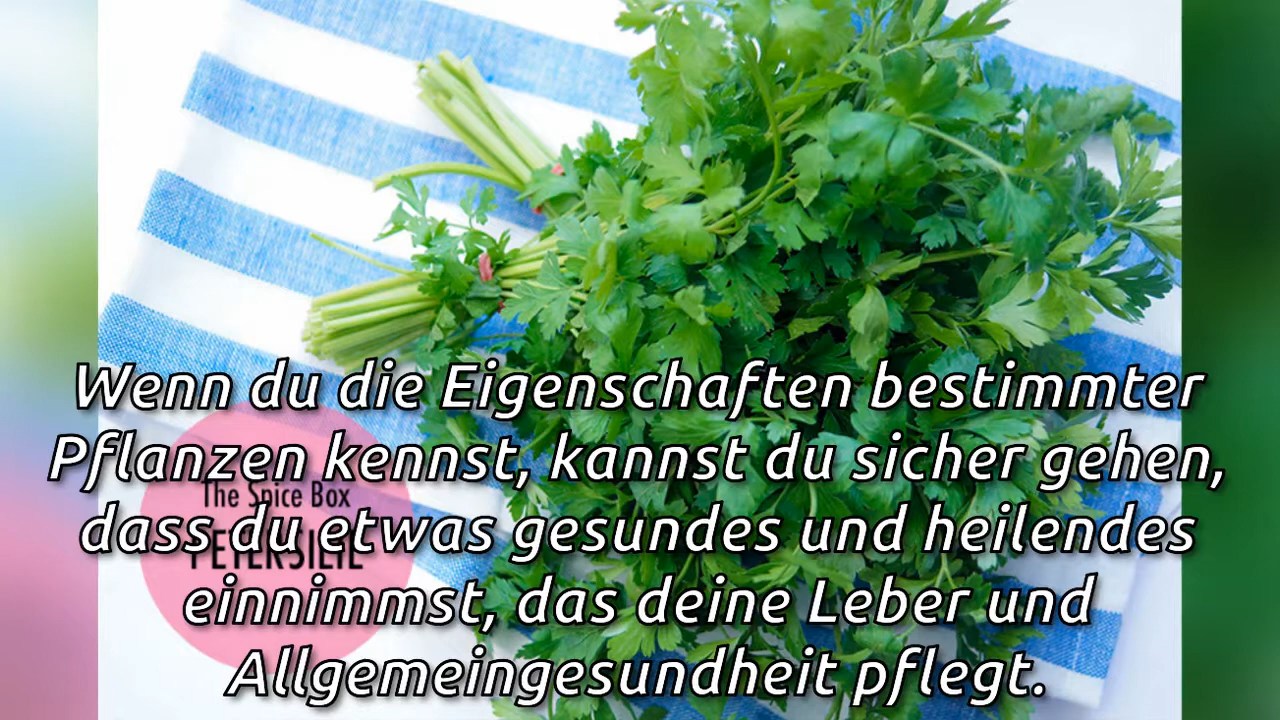 Wenn du die Eigenschaften bestimmter
Pflanzen kennst, kannst du sicher gehen,
The Spice Box
dass du etwas gesundes und heilendes
PETERSILIE
einnimmst, das deine Leber und
Allgemeingesundheit pflegt.